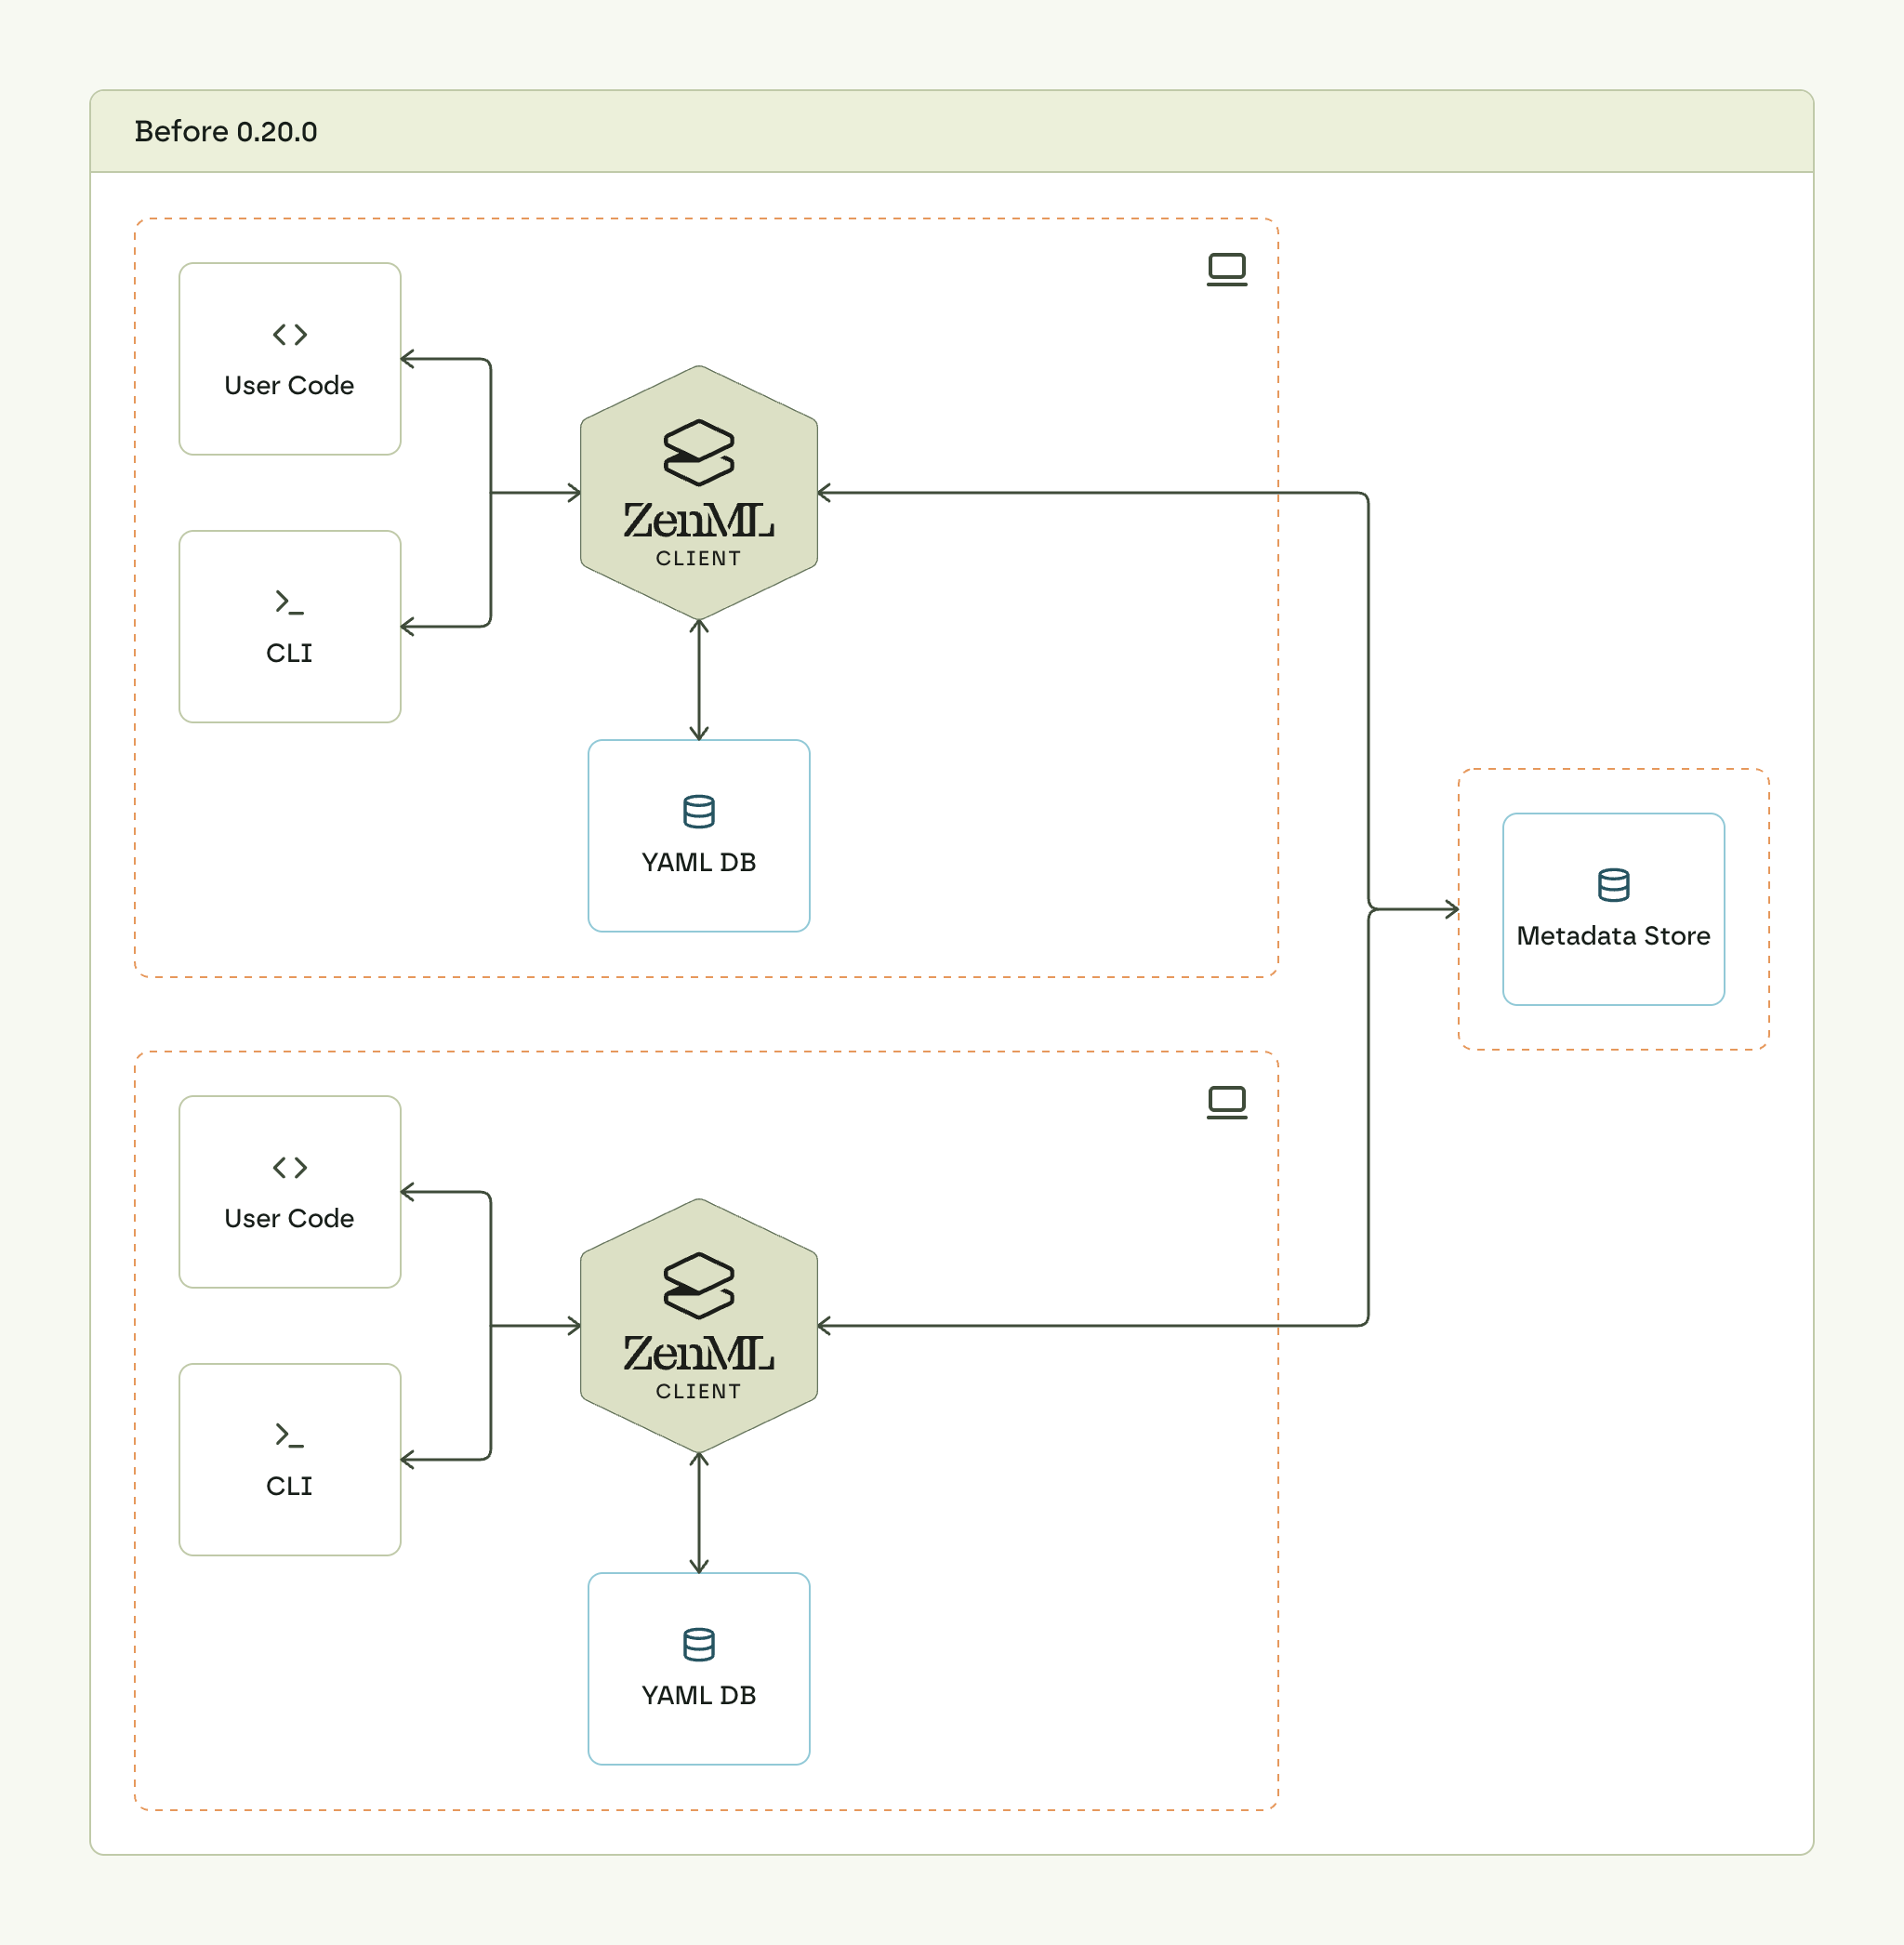 Before 0.20.0
User Code
ZenML
CLIENT
CLI
YAML DB
Metadata Store
User Code
ZenML
CLIENT
CLI
YAML DB